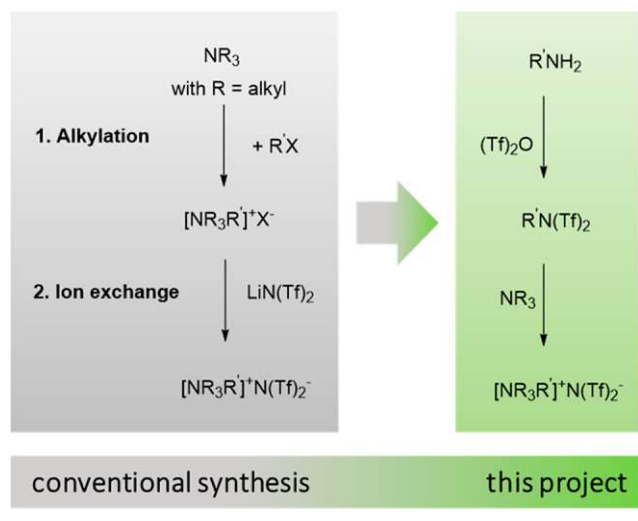 NR₃
with R = alkyl
1. Alkylation
+ R'X
[NR₃R']⁺X⁻
2. Ion exchange
LiN(Tf)₂
[NR₃R']⁺N(Tf)₂⁻
R'NH₂
(Tf)₂O
R'N(Tf)₂
NR₃
[NR₃R']⁺N(Tf)₂⁻
conventional synthesis
this project